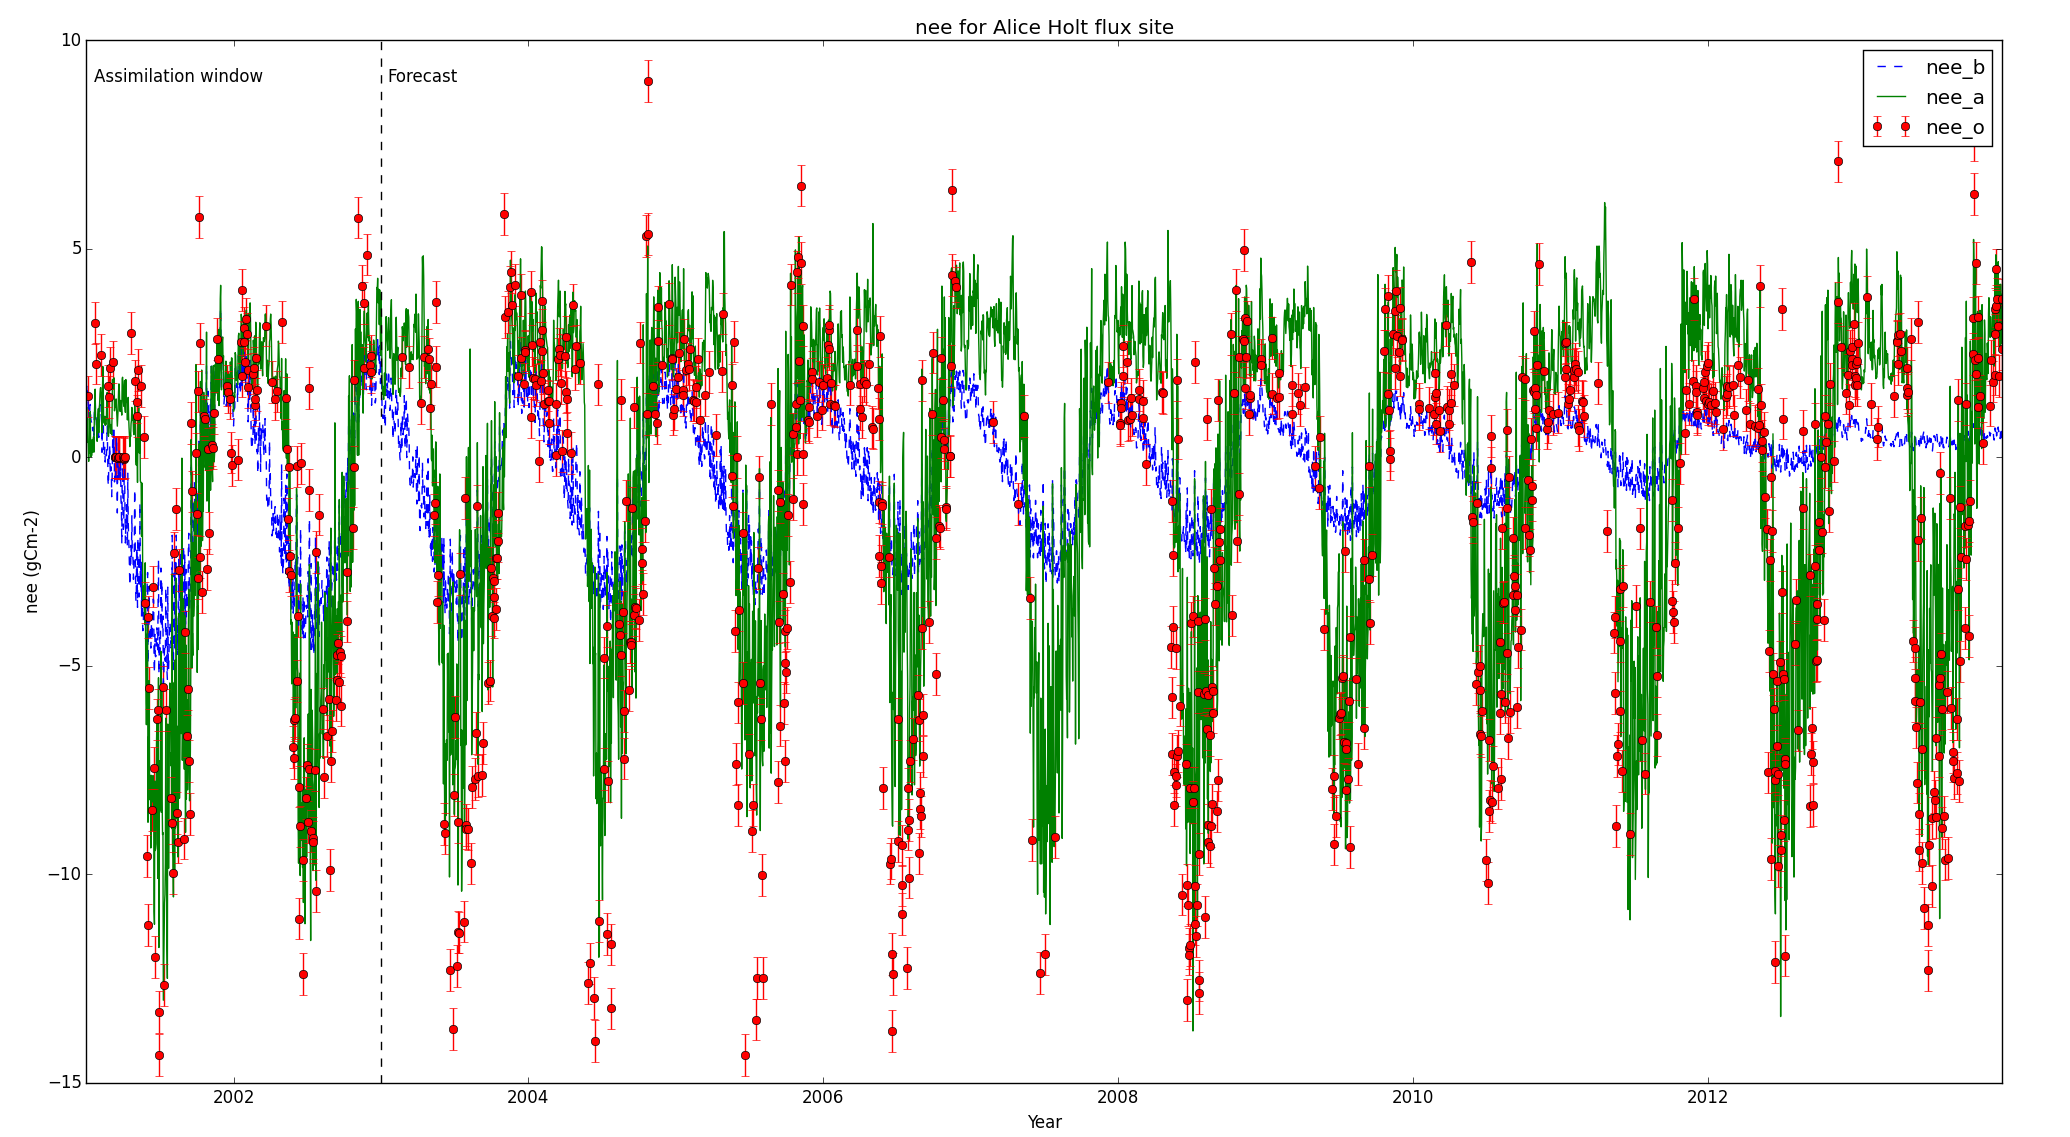 nee for Alice Holt flux site
Assimilation window
Forecast
nee_b
nee_a
nee_o
10
5
0
−5
−10
−15
nee (gCm-2)
2002
2004
2006
2008
2010
2012
Year